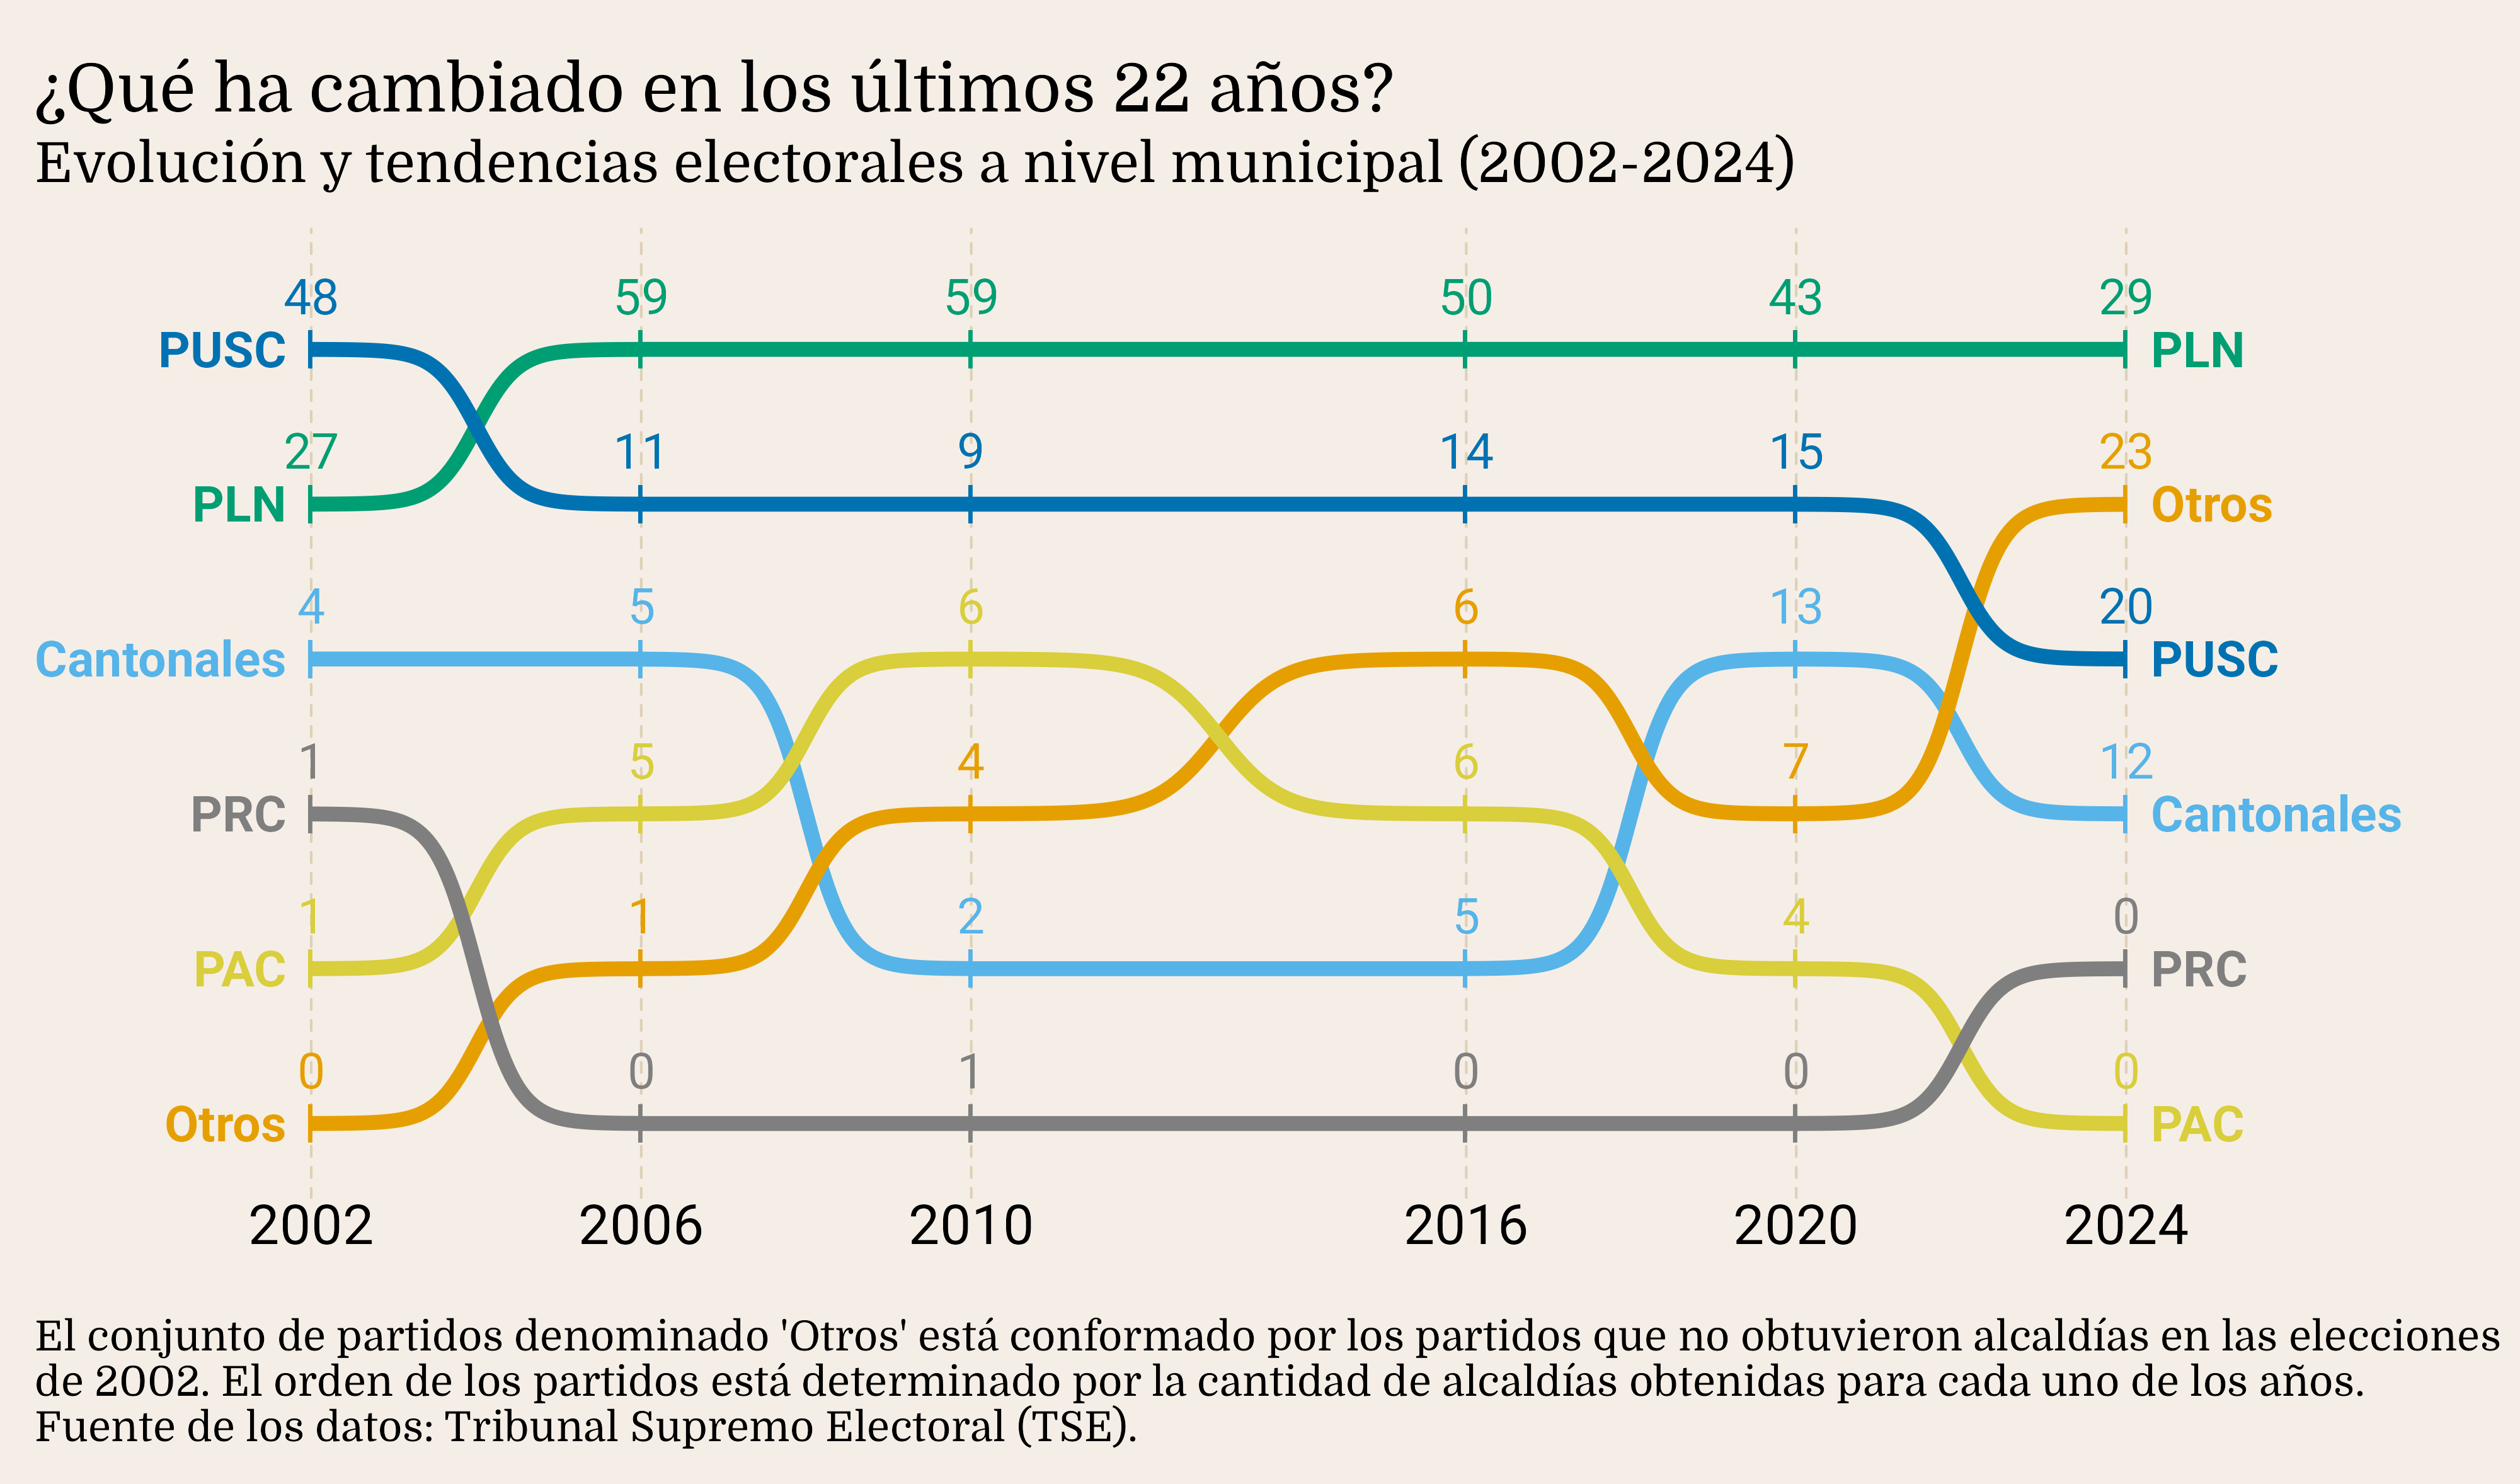 ¿Qué ha cambiado en los últimos 22 años?
Evolución y tendencias electorales a nivel municipal (2002-2024)
48 59 59 50 43 29
PUSC PLN
27 11 9 14 15 23
PLN Otros
4 5 6 6 13 20
Cantonales PUSC
1 5 4 6 7 12
PRC Cantonales
1 1 2 5 4 0
PAC PRC
0 0 1 0 0 0
Otros PAC
2002 2006 2010 2016 2020 2024
El conjunto de partidos denominado 'Otros' está conformado por los partidos que no obtuvieron alcaldías en las elecciones
de 2002. El orden de los partidos está determinado por la cantidad de alcaldías obtenidas para cada uno de los años.
Fuente de los datos: Tribunal Supremo Electoral (TSE).